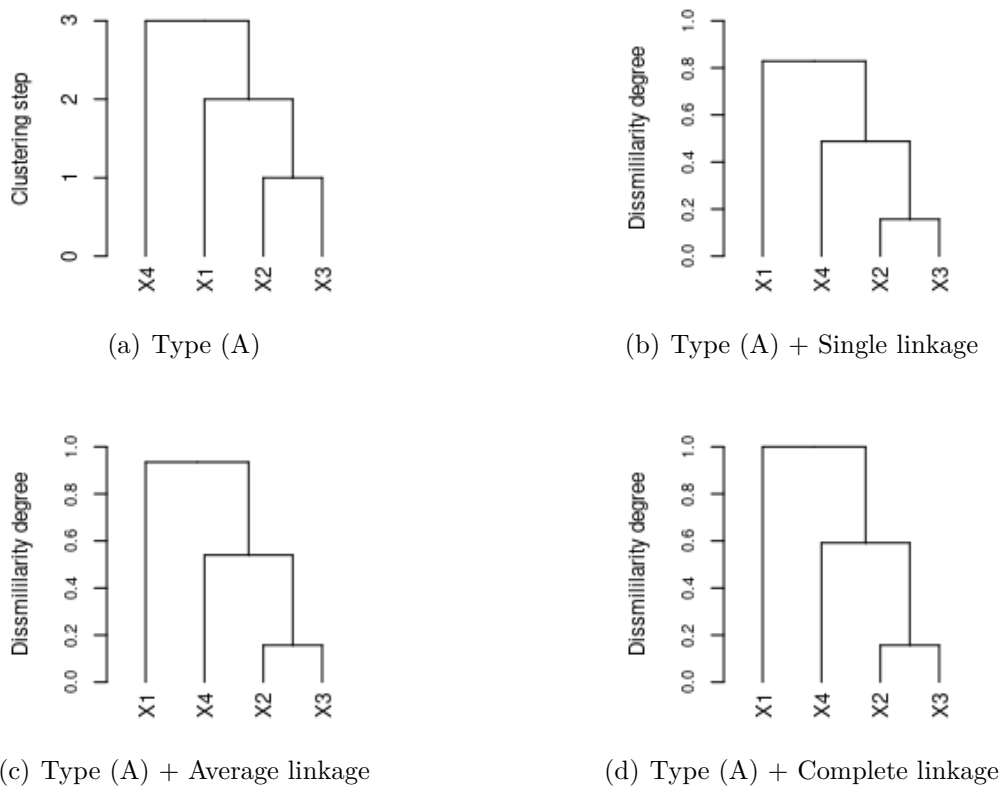 Clustering step
3
2
1
0
X4 X1 X2 X3
(a) Type (A)
Dissmililarity degree
1.0
0.8
0.6
0.4
0.2
0.0
X1 X4 X2 X3
(b) Type (A) + Single linkage
Dissmililarity degree
1.0
0.8
0.6
0.4
0.2
0.0
X1 X4 X2 X3
(c) Type (A) + Average linkage
Dissmililarity degree
1.0
0.8
0.6
0.4
0.2
0.0
X1 X4 X2 X3
(d) Type (A) + Complete linkage